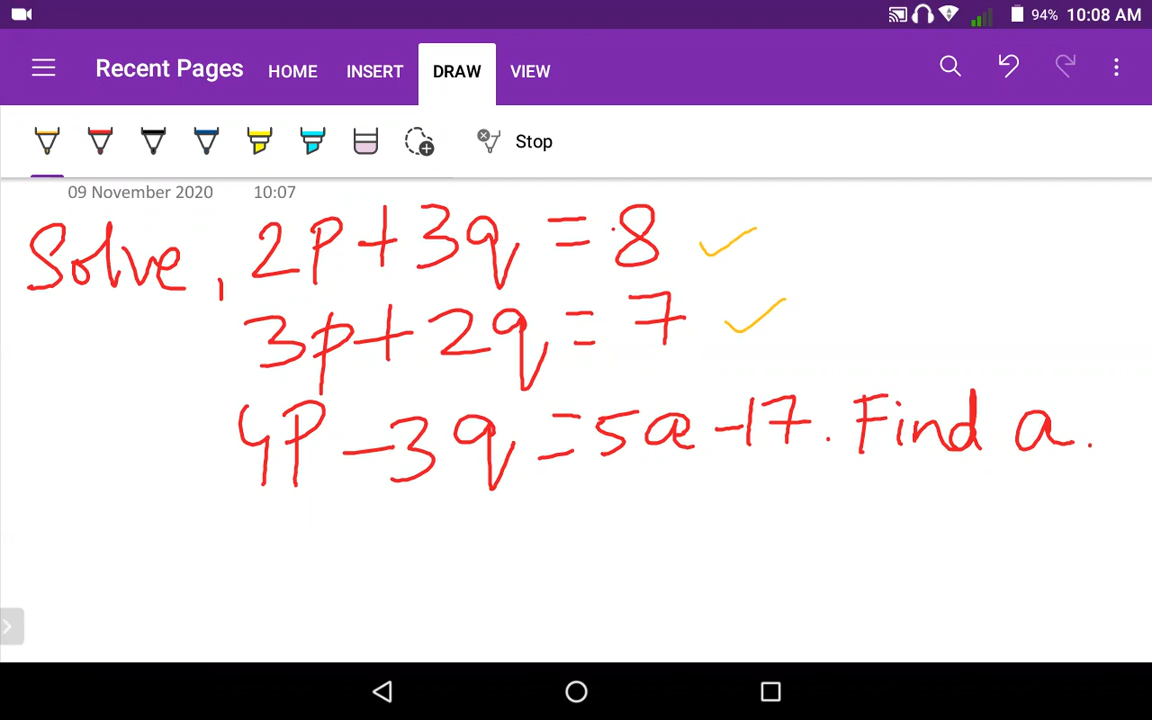 94% 10:08 AM
Recent Pages HOME INSERT DRAW VIEW
Stop
09 November 2020 10:07
Solve, 2p+3q = 8
3p+2q = 7
4p-3q = 5a-17. Find a.